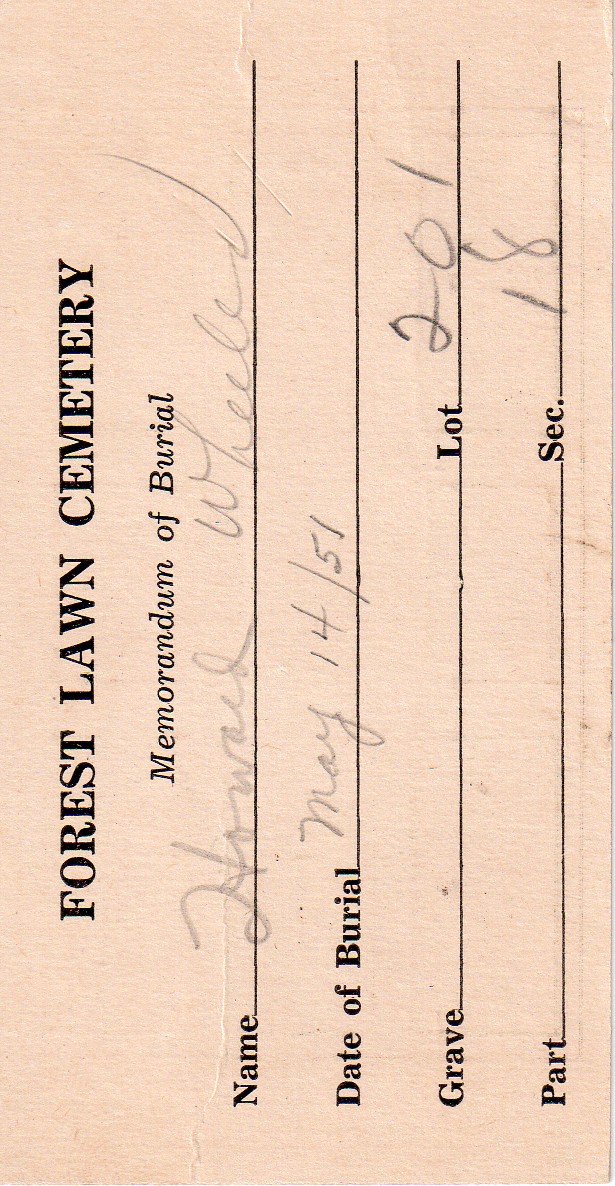 FOREST LAWN CEMETERY
Memorandum of Burial
Name Howard Wheeler
Date of Burial May 14/51
Grave Lot 201
Part Sec. 18